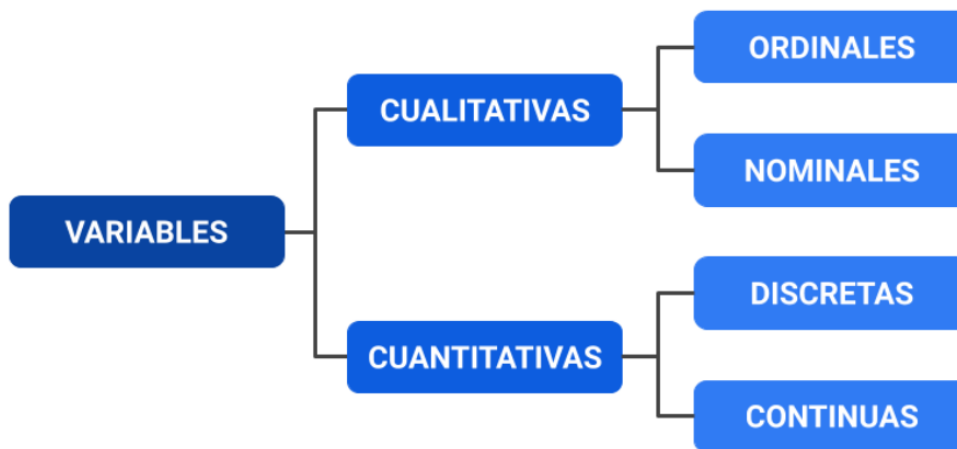 VARIABLES
CUALITATIVAS
ORDINALES
NOMINALES
CUANTITATIVAS
DISCRETAS
CONTINUAS